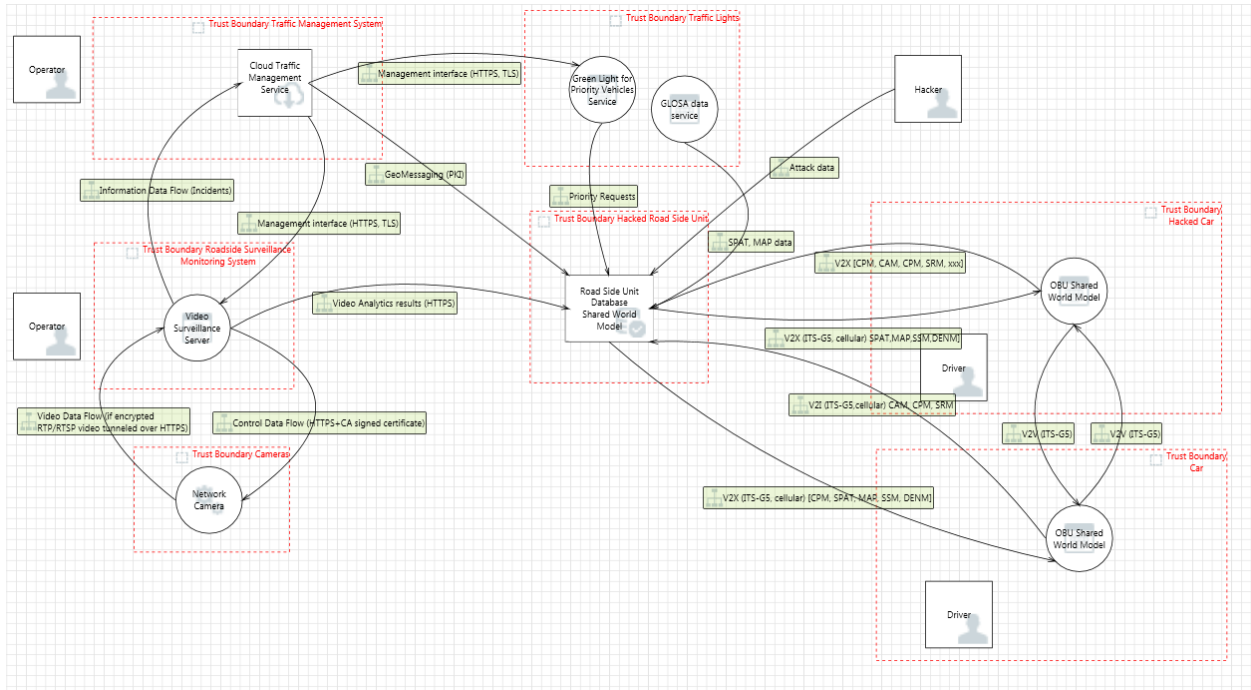 Trust Boundary Traffic Management System
Operator
Cloud Traffic
Management
Service
Management interface (HTTPS, TLS)
Trust Boundary Traffic Lights
Green Light for
Priority Vehicles
Service
GLOSA data
service
Hacker
Information Data Flow (Incidents)
GeoMessaging (PKI)
Attack data
Priority Requests
Management interface (HTTPS, TLS)
Trust Boundary Hacked Road Side Unit
SPAT, MAP data
Trust Boundary
Hacked Car
Trust Boundary Roadside Surveillance
Monitoring System
V2X [CPM, CAM, CPM, SRM, xxx]
Operator
Video
Surveillance
Server
Video Analytics results (HTTPS)
Road Side Unit
Database
Shared World
Model
OBU Shared
World Model
V2X (ITS-G5, cellular) SPAT,MAP,SSM,DENM]
Driver
V2I (ITS-G5,cellular) CAM, CPM, SRM
Video Data Flow (if encrypted
RTP/RTSP video tunneled over HTTPS)
Control Data Flow (HTTPS+CA signed certificate)
V2V (ITS-G5)
V2V (ITS-G5)
Trust Boundary Cameras
Trust Boundary
Car
Network
Camera
V2X (ITS-G5, cellular) [CPM, SPAT, MAP, SSM, DENM]
OBU Shared
World Model
Driver